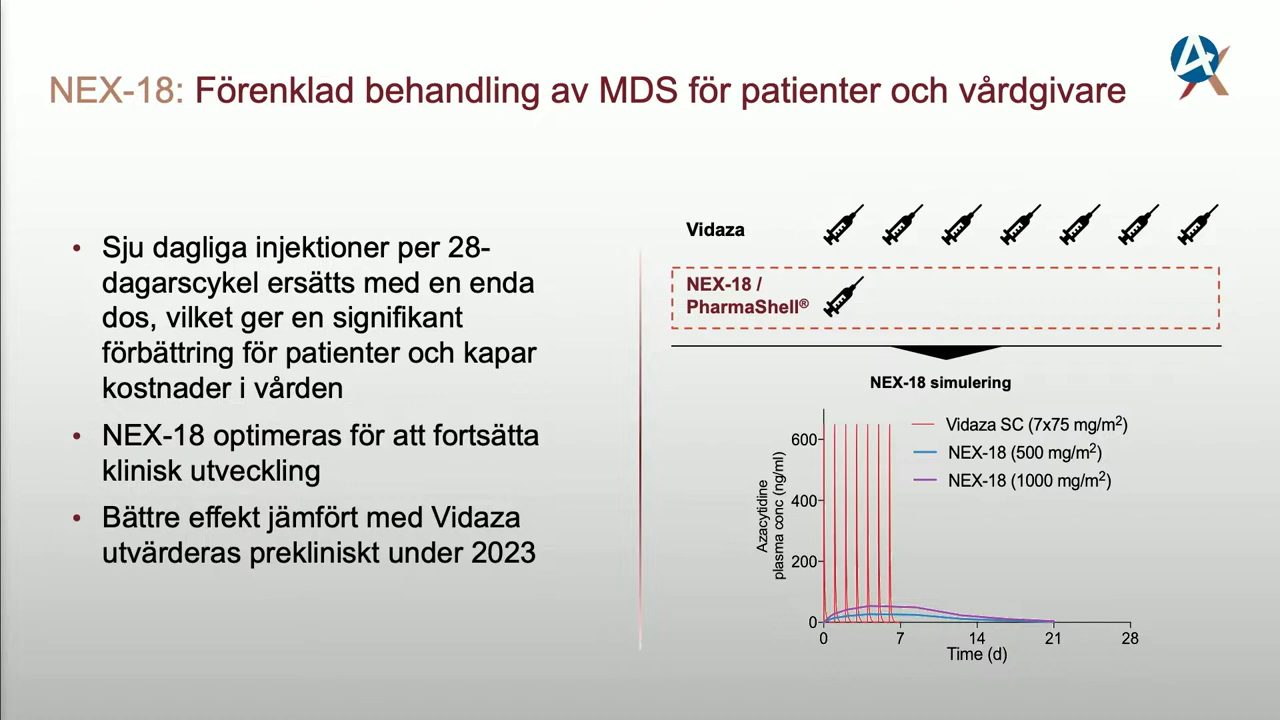 NEX-18: Förenklad behandling av MDS för patienter och vårdgivare
• Sju dagliga injektioner per 28-
dagarscykel ersätts med en enda
dos, vilket ger en signifikant
förbättring för patienter och kapar
kostnader i vården
• NEX-18 optimeras för att fortsätta
klinisk utveckling
• Bättre effekt jämfört med Vidaza
utvärderas prekliniskt under 2023
Vidaza
NEX-18 /
PharmaShell®
NEX-18 simulering
Vidaza SC (7x75 mg/m²)
NEX-18 (500 mg/m²)
NEX-18 (1000 mg/m²)
Azacytidine
plasma conc (ng/ml)
600
400
200
0
0 7 14 21 28
Time (d)